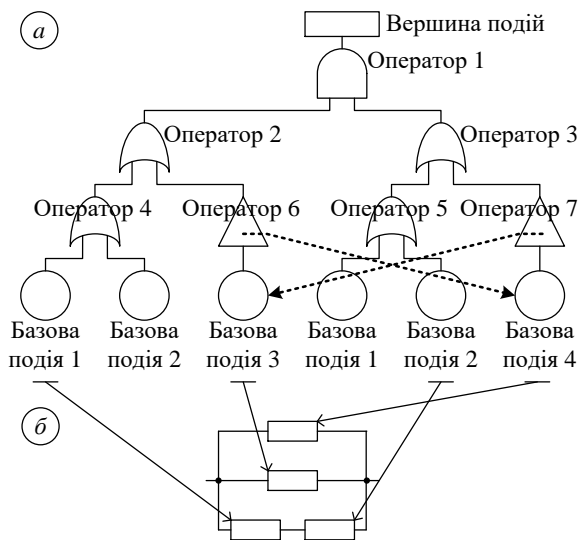 а
Вершина подій
Оператор 1
Оператор 2
Оператор 3
Оператор 4
Оператор 6
Оператор 5
Оператор 7
Базова
подія 1
Базова
подія 2
Базова
подія 3
Базова
подія 1
Базова
подія 2
Базова
подія 4
б